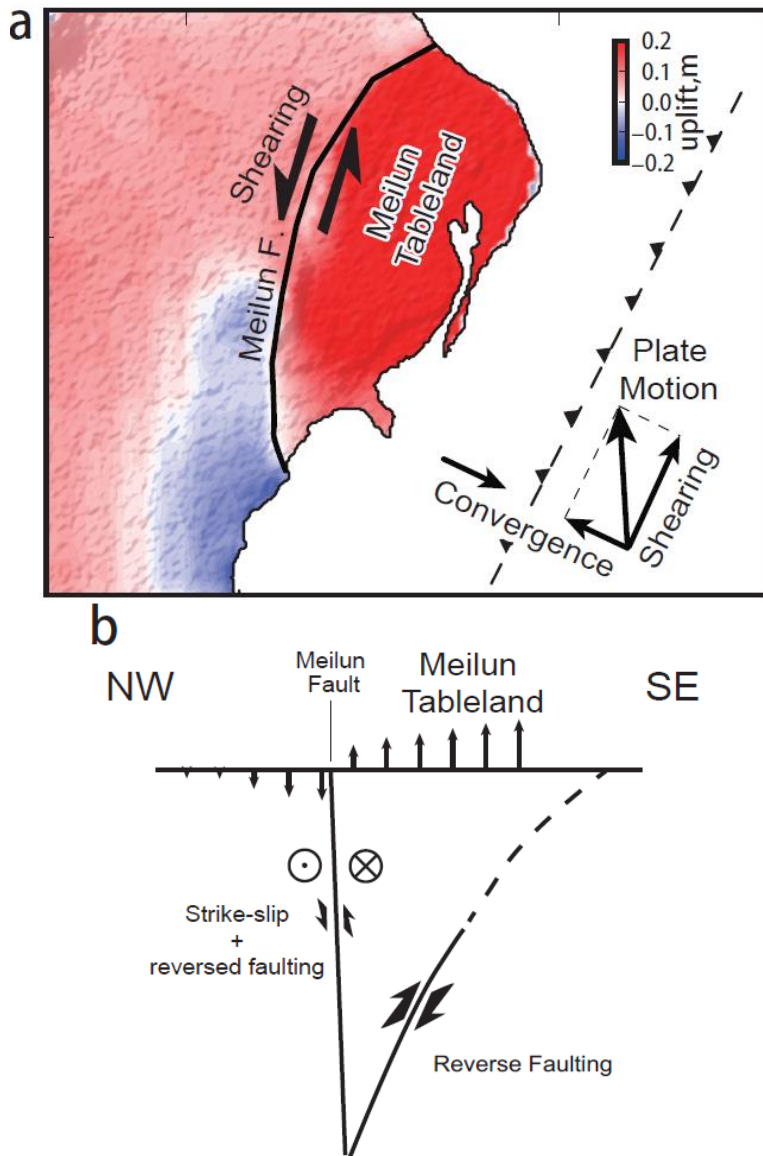 a
0.2
0.1
0.0
−0.1
−0.2
uplift,m
Shearing
Meilun F.
Meilun
Tableland
Plate
Motion
Convergence
Shearing
b
NW
Meilun
Fault
Meilun
Tableland
SE
Strike-slip
+
reversed faulting
Reverse Faulting